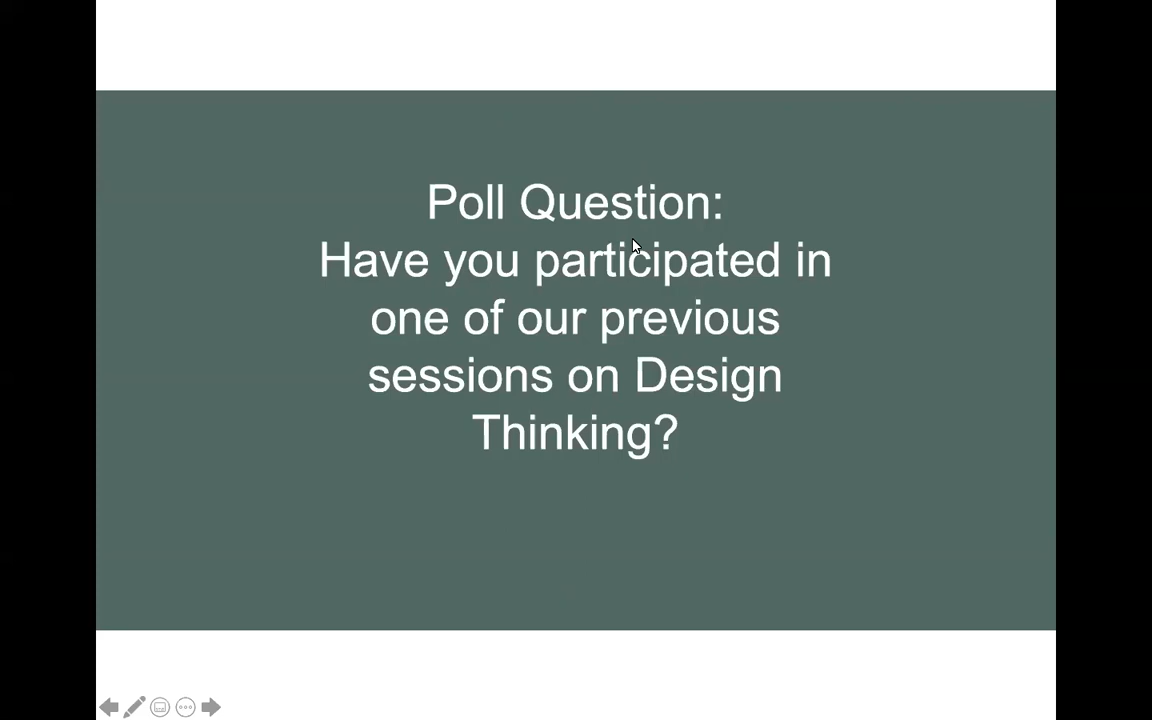 Poll Question:
Have you participated in
one of our previous
sessions on Design
Thinking?